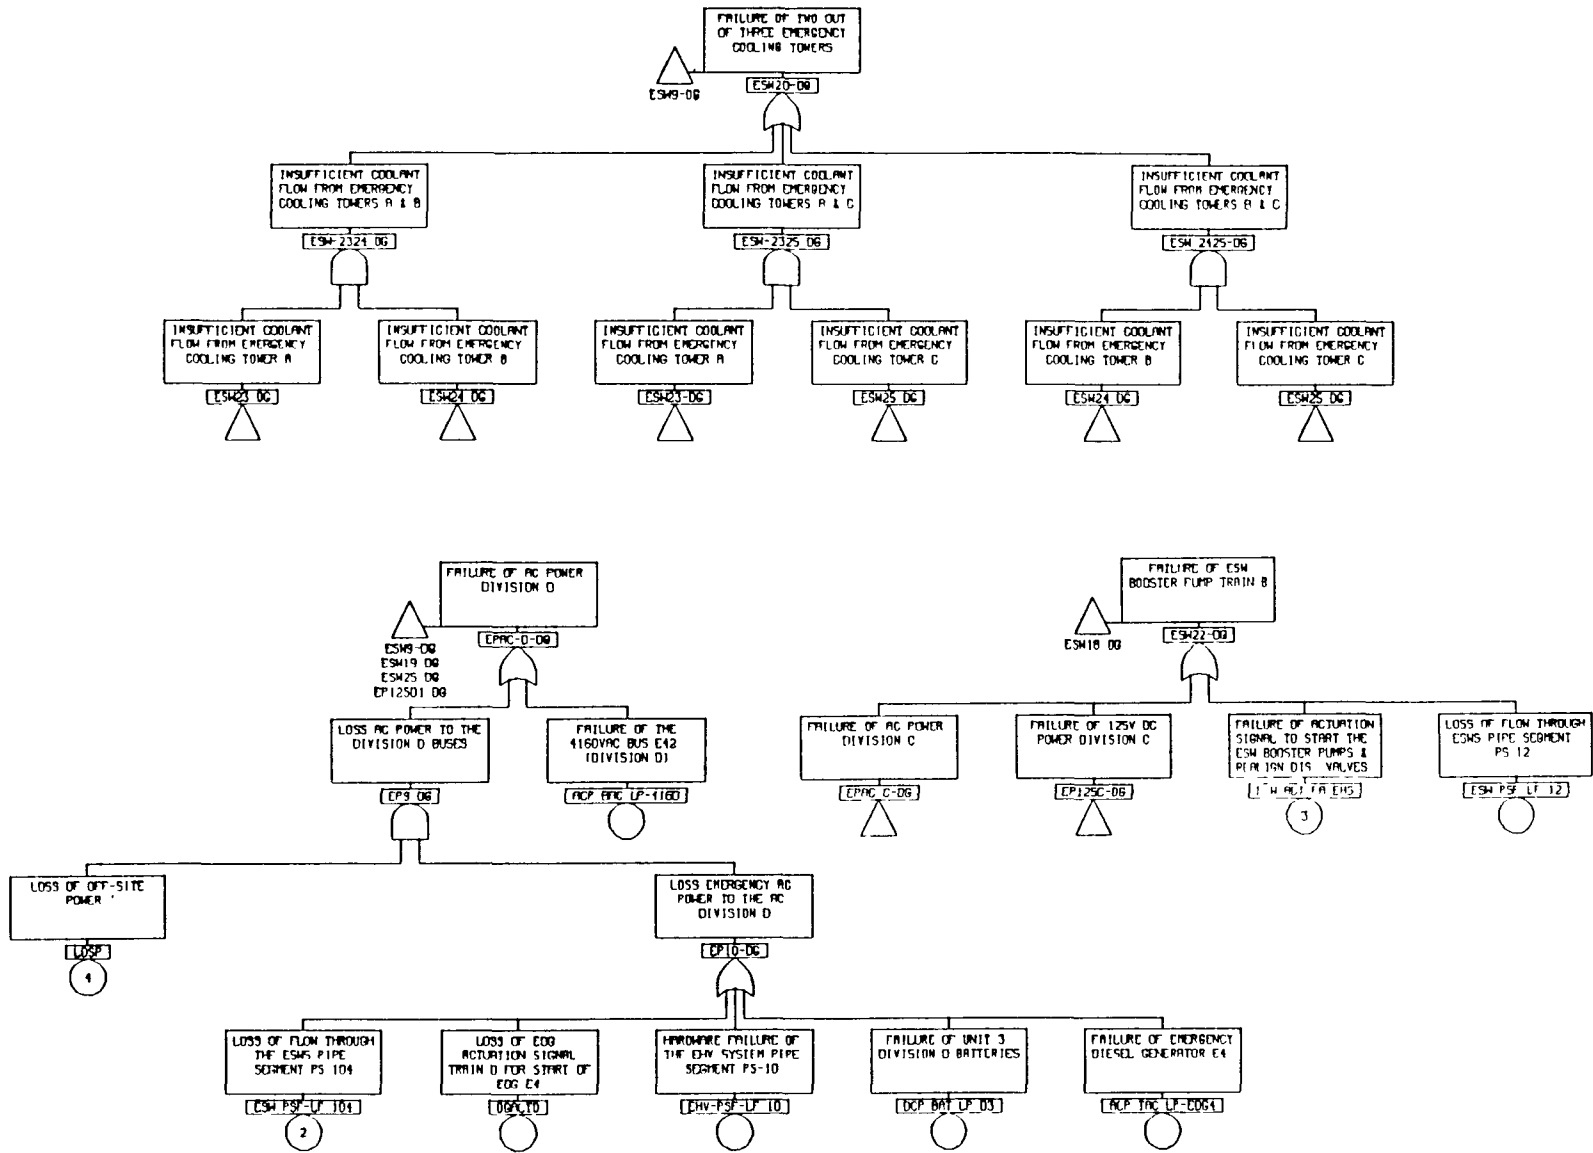 FAILURE OF TWO OUT
OF THREE EMERGENCY
COOLING TOWERS
ESW9-DG
ESW20-DG
INSUFFICIENT COOLANT
FLOW FROM EMERGENCY
COOLING TOWERS A & B
ESW-2324 DG
INSUFFICIENT COOLANT
FLOW FROM EMERGENCY
COOLING TOWERS A & C
ESW-2325 DG
INSUFFICIENT COOLANT
FLOW FROM EMERGENCY
COOLING TOWERS B & C
ESW 2425-DG
INSUFFICIENT COOLANT
FLOW FROM EMERGENCY
COOLING TOWER A
ESW23 DG
INSUFFICIENT COOLANT
FLOW FROM EMERGENCY
COOLING TOWER B
ESW24 DG
INSUFFICIENT COOLANT
FLOW FROM EMERGENCY
COOLING TOWER A
ESW23-DG
INSUFFICIENT COOLANT
FLOW FROM EMERGENCY
COOLING TOWER C
ESW25 DG
INSUFFICIENT COOLANT
FLOW FROM EMERGENCY
COOLING TOWER B
ESW24 DG
INSUFFICIENT COOLANT
FLOW FROM EMERGENCY
COOLING TOWER C
ESW25 DG
FAILURE OF AC POWER
DIVISION D
EPAC-D-DG
ESW9-DG
ESW19 DG
ESW25 DG
EP125D1 DG
LOSS AC POWER TO THE
DIVISION D BUSES
EP9 DG
FAILURE OF THE
4160VAC BUS E42
(DIVISION D)
ACP BAC LP-416D
LOSS OF OFF-SITE
POWER
LOSP
4
LOSS EMERGENCY AC
POWER TO THE AC
DIVISION D
EP10-DG
LOSS OF FLOW THROUGH
THE ESWS PIPE
SEGMENT PS 104
ESW PSF-LF 104
2
LOSS OF EDG
ACTUATION SIGNAL
TRAIN D FOR START OF
EDG E4
DGACTD
HARDWARE FAILURE OF
THE EHV SYSTEM PIPE
SEGMENT PS-10
EHV-PSF-LF 10
FAILURE OF UNIT 3
DIVISION D BATTERIES
DCP BAT LP D3
FAILURE OF EMERGENCY
DIESEL GENERATOR E4
ACP TAC LP-EDG4
FAILURE OF ESW
BOOSTER PUMP TRAIN B
ESW18 DG
ESW22-DG
FAILURE OF AC POWER
DIVISION C
EPAC C-DG
FAILURE OF 125V DC
POWER DIVISION C
EP125C-DG
FAILURE OF ACTUATION
SIGNAL TO START THE
ESW BOOSTER PUMPS &
REALIGN DIS VALVES
3
LOSS OF FLOW THROUGH
ESWS PIPE SEGMENT
PS 12
ESW PSF LF 12